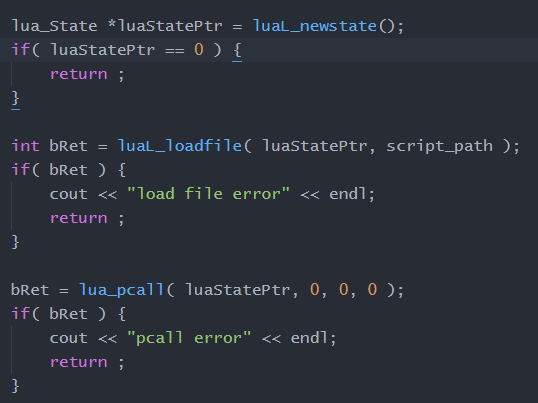 lua_State *luaStatePtr = luaL_newstate();
if( luaStatePtr == 0 ) {
    return ;
}
int bRet = luaL_loadfile( luaStatePtr, script_path );
if( bRet ) {
    cout << "load file error" << endl;
    return ;
}
bRet = lua_pcall( luaStatePtr, 0, 0, 0 );
if( bRet ) {
    cout << "pcall error" << endl;
    return ;
}